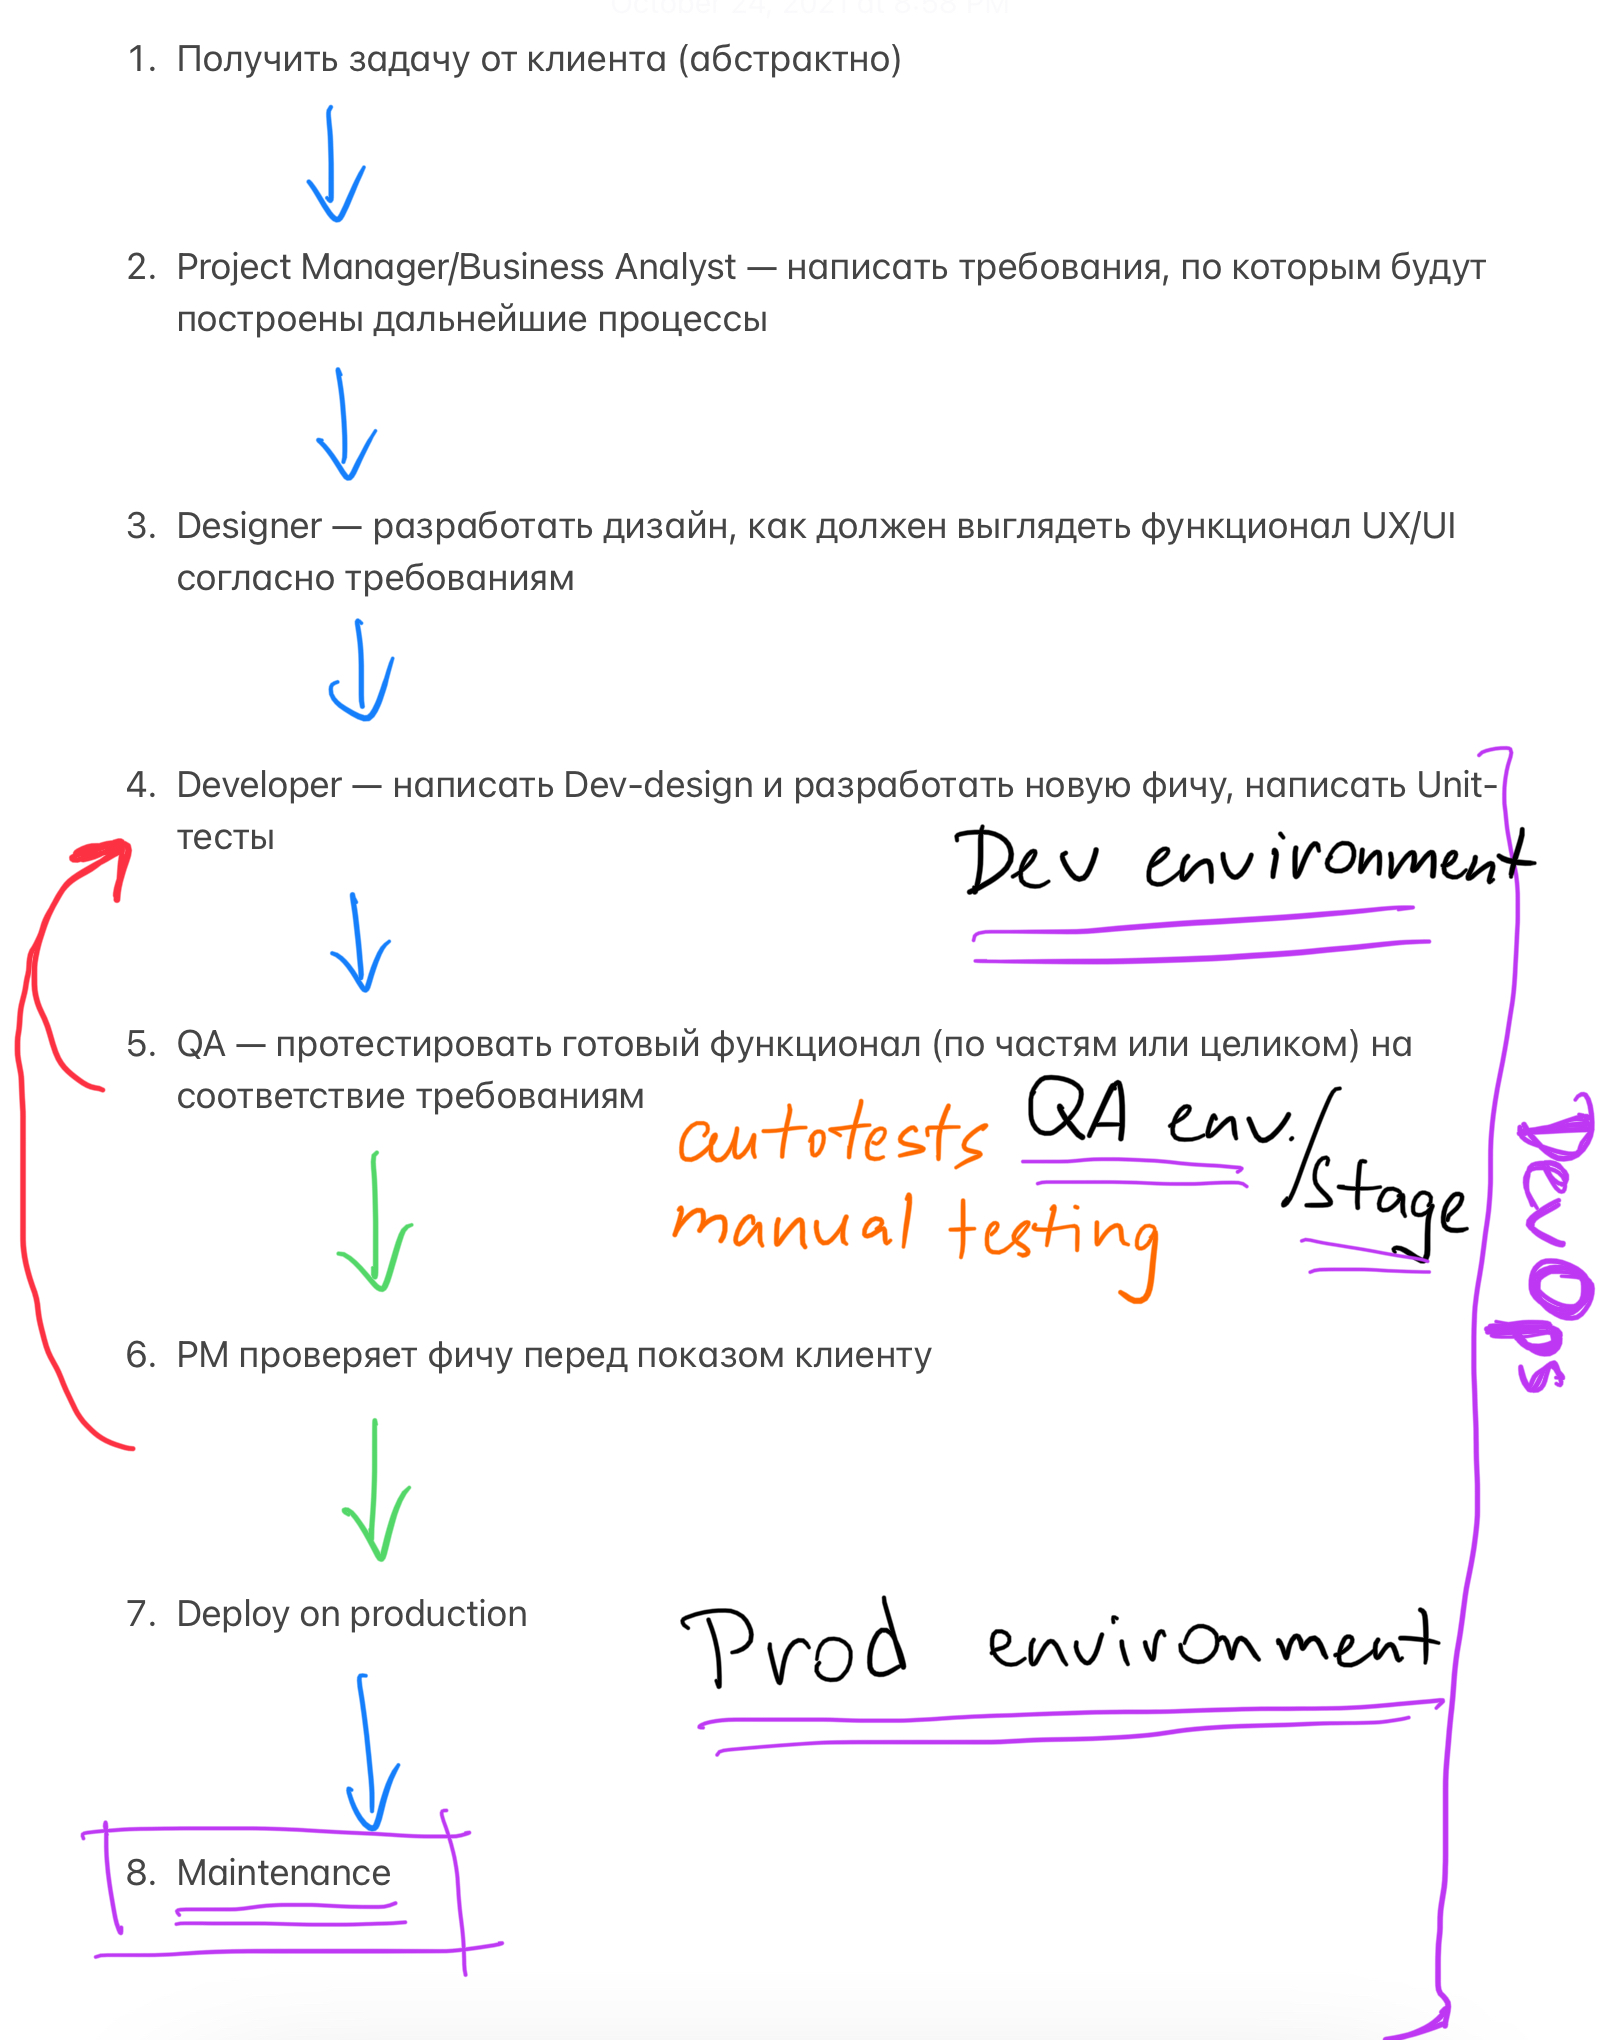 October 24, 2021 at 8:58 PM
1. Получить задачу от клиента (абстрактно)
2. Project Manager/Business Analyst — написать требования, по которым будут
построены дальнейшие процессы
3. Designer — разработать дизайн, как должен выглядеть функционал UX/UI
согласно требованиям
4. Developer — написать Dev-design и разработать новую фичу, написать Unit-
тесты
Dev environment
5. QA — протестировать готовый функционал (по частям или целиком) на
соответствие требованиям
autotests
QA env./
stage
manual testing
DevOps
6. PM проверяет фичу перед показом клиенту
7. Deploy on production
Prod environment
8. Maintenance